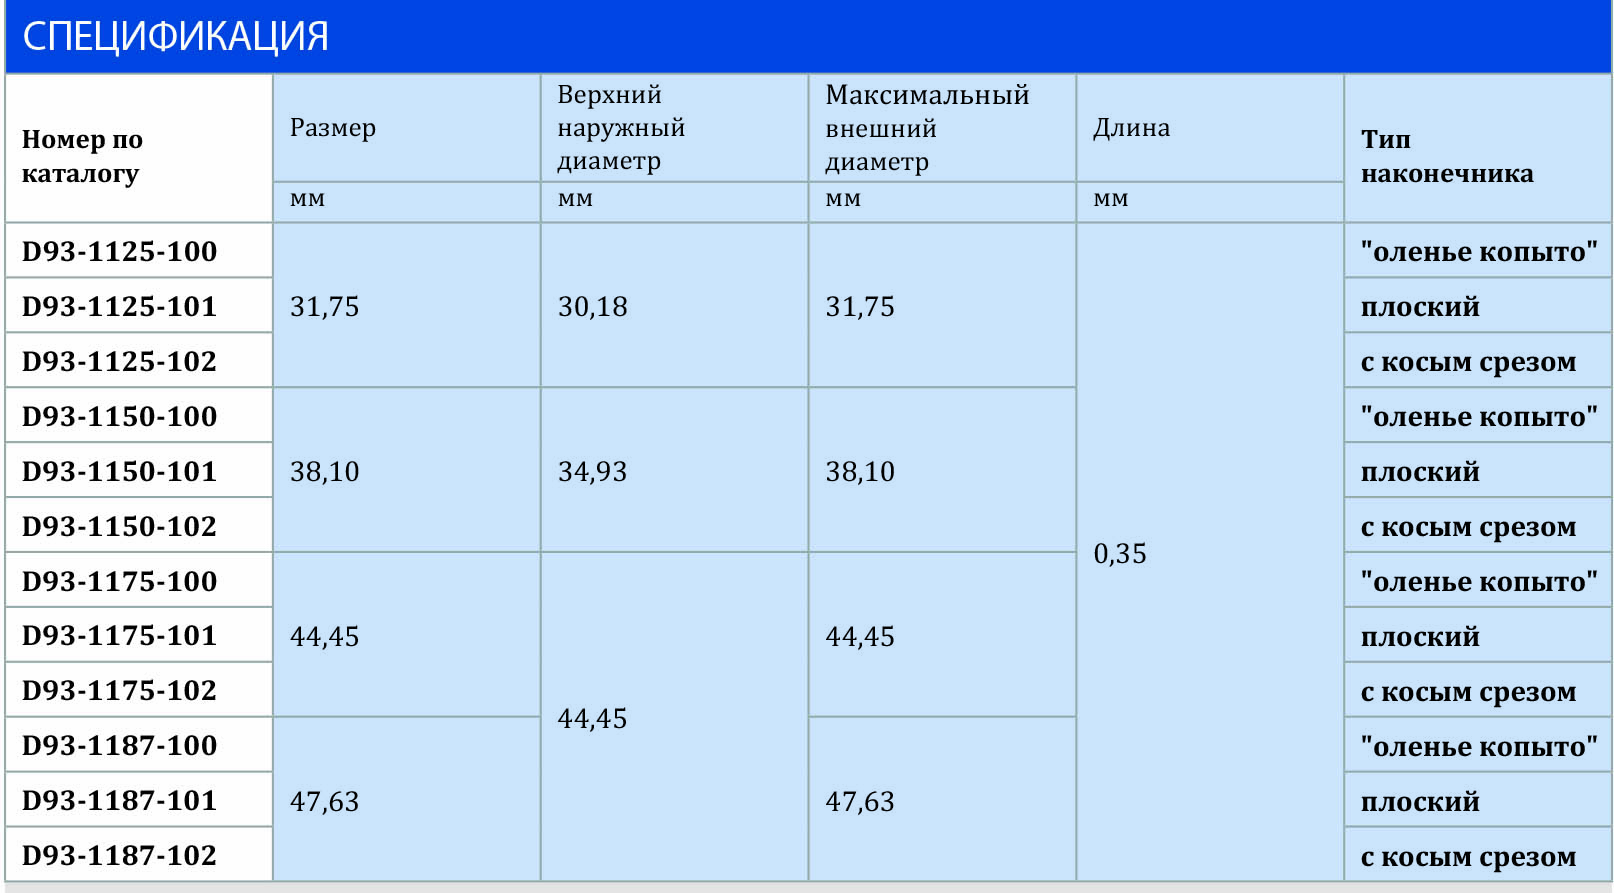 СПЕЦИФИКАЦИЯ
Номер по
каталогу
Размер
Верхний
наружный
диаметр
Максимальный
внешний
диаметр
Длина
Тип
наконечника
мм
мм
мм
мм
D93-1125-100
"оленье копыто"
D93-1125-101
31,75
30,18
31,75
плоский
D93-1125-102
с косым срезом
D93-1150-100
"оленье копыто"
D93-1150-101
38,10
34,93
38,10
плоский
D93-1150-102
с косым срезом
0,35
D93-1175-100
"оленье копыто"
D93-1175-101
44,45
44,45
плоский
D93-1175-102
с косым срезом
44,45
D93-1187-100
"оленье копыто"
D93-1187-101
47,63
47,63
плоский
D93-1187-102
с косым срезом